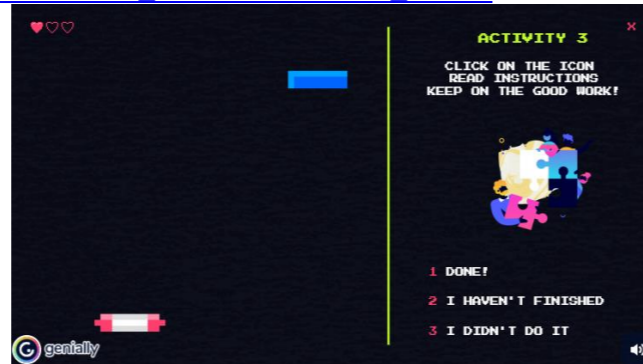 ACTIVITY 3
CLICK ON THE ICON
READ INSTRUCTIONS
KEEP ON THE GOOD WORK!
1 DONE!
2 I HAVEN'T FINISHED
3 I DIDN'T DO IT
genially